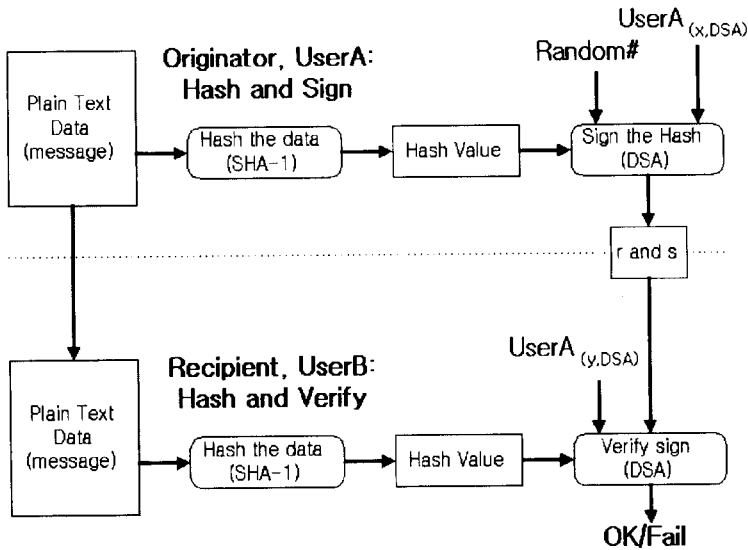 Originator, UserA:
Hash and Sign
Random#
UserA (x,DSA)
Plain Text
Data
(message)
Hash the data
(SHA-1)
Hash Value
Sign the Hash
(DSA)
r and s
Recipient, UserB:
Hash and Verify
UserA (y,DSA)
Plain Text
Data
(message)
Hash the data
(SHA-1)
Hash Value
Verify sign
(DSA)
OK/Fail